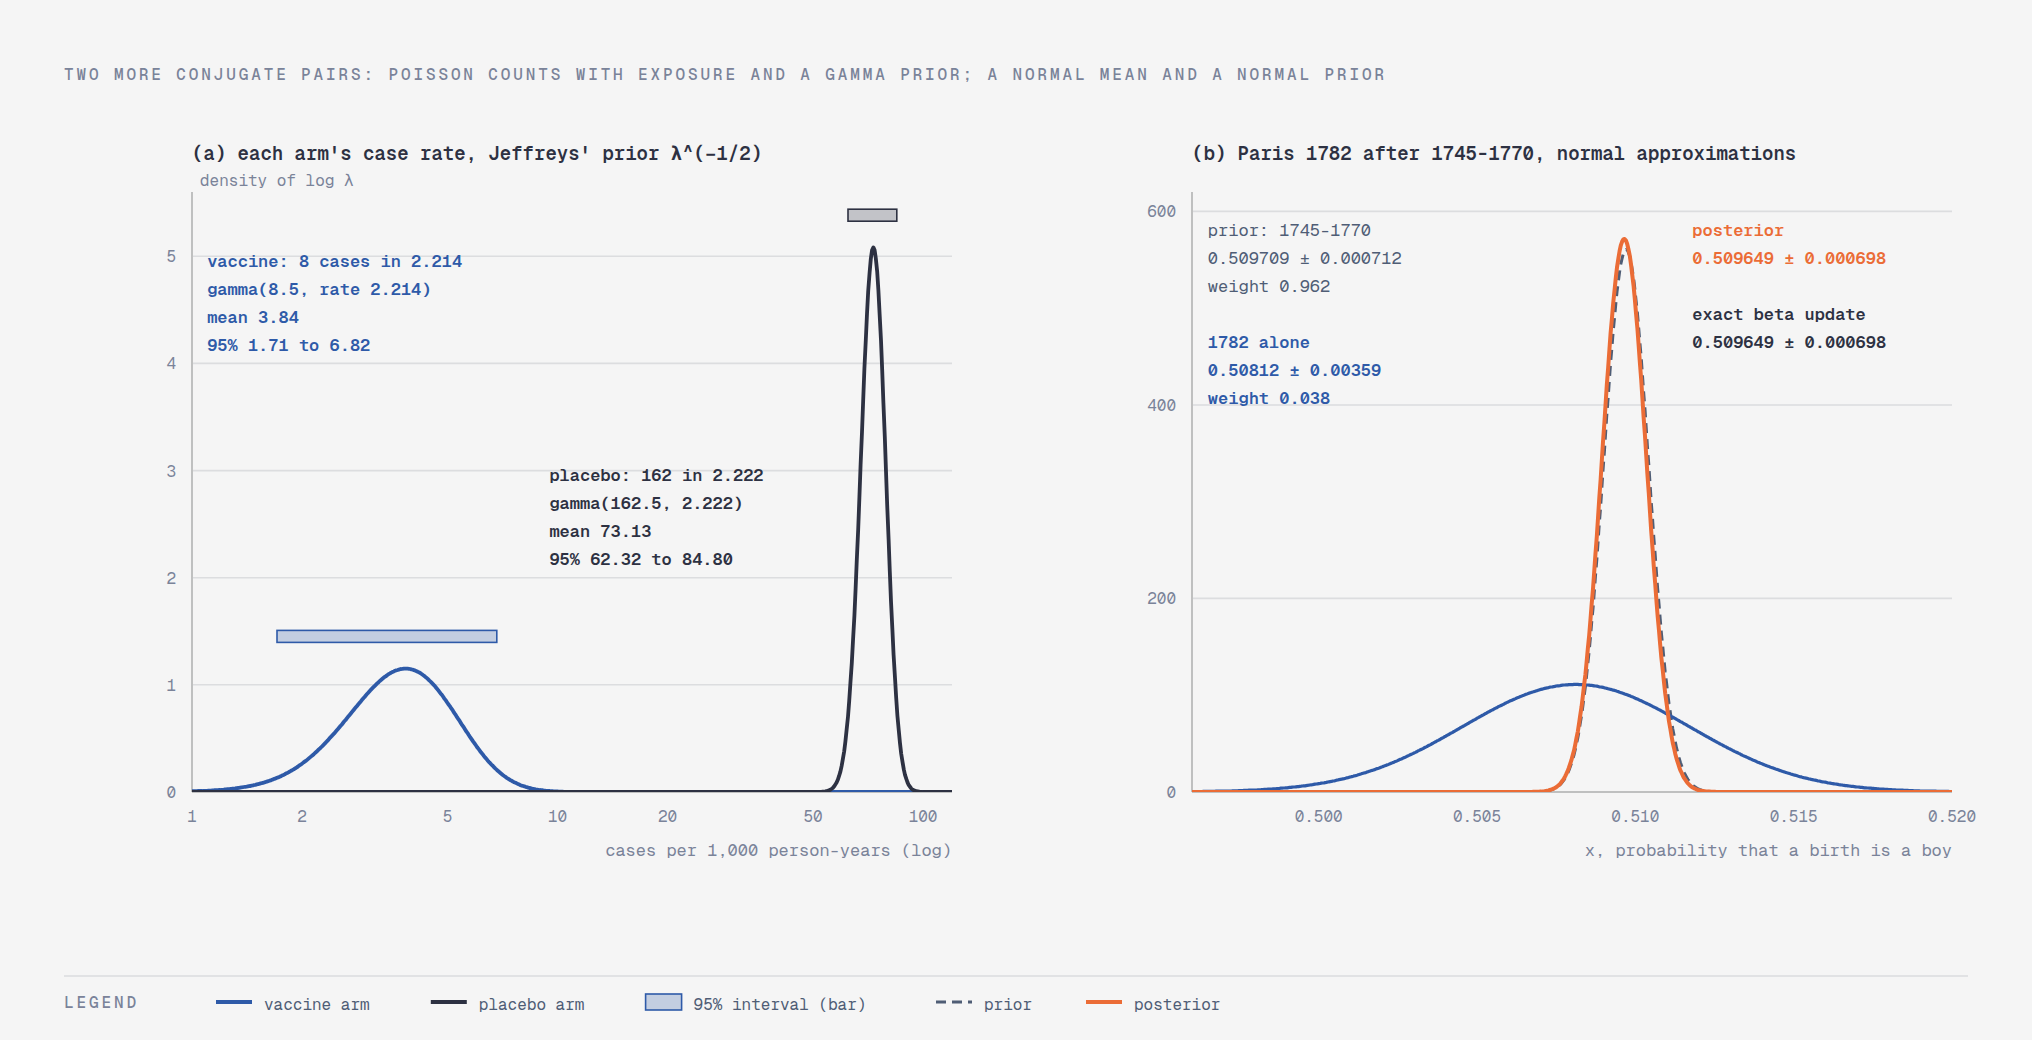 TWO MORE CONJUGATE PAIRS: POISSON COUNTS WITH EXPOSURE AND A GAMMA PRIOR; A NORMAL MEAN AND A NORMAL PRIOR
(a) each arm's case rate, Jeffreys' prior λ^(−1/2)
density of log λ
5
4
3
2
1
0
vaccine: 8 cases in 2.214
gamma(8.5, rate 2.214)
mean 3.84
95% 1.71 to 6.82
placebo: 162 in 2.222
gamma(162.5, 2.222)
mean 73.13
95% 62.32 to 84.80
1 2 5 10 20 50 100
cases per 1,000 person-years (log)
(b) Paris 1782 after 1745-1770, normal approximations
600
400
200
0
prior: 1745-1770
0.509709 ± 0.000712
weight 0.962
1782 alone
0.50812 ± 0.00359
weight 0.038
posterior
0.509649 ± 0.000698
exact beta update
0.509649 ± 0.000698
0.500 0.505 0.510 0.515 0.520
x, probability that a birth is a boy
LEGEND vaccine arm placebo arm 95% interval (bar) prior posterior